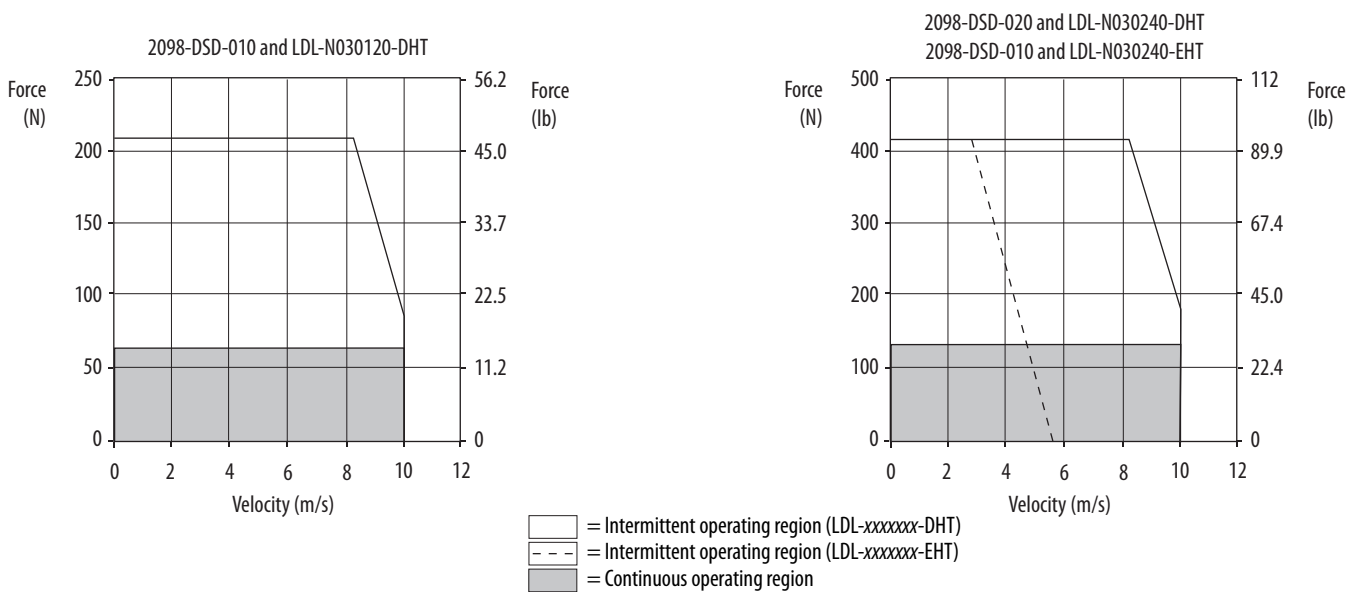 2098-DSD-010 and LDL-N030120-DHT
Force
(N)
250
200
150
100
50
0
56.2
45.0
33.7
22.5
11.2
0
Force
(lb)
0 2 4 6 8 10 12
Velocity (m/s)
2098-DSD-020 and LDL-N030240-DHT
2098-DSD-010 and LDL-N030240-EHT
Force
(N)
500
400
300
200
100
0
112
89.9
67.4
45.0
22.4
0
Force
(lb)
0 2 4 6 8 10 12
Velocity (m/s)
= Intermittent operating region (LDL-xxxxxxx-DHT)
= Intermittent operating region (LDL-xxxxxxx-EHT)
= Continuous operating region